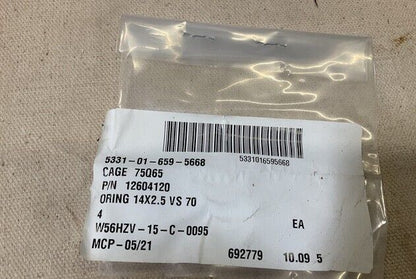 5331-01-659-5668
5331016595668
CAGE 75Q65
P/N 12604120
ORING 14X2.5 VS 70
4 EA
W56HZV-15-C-0095
MCP-05/21 692779 10.09 5